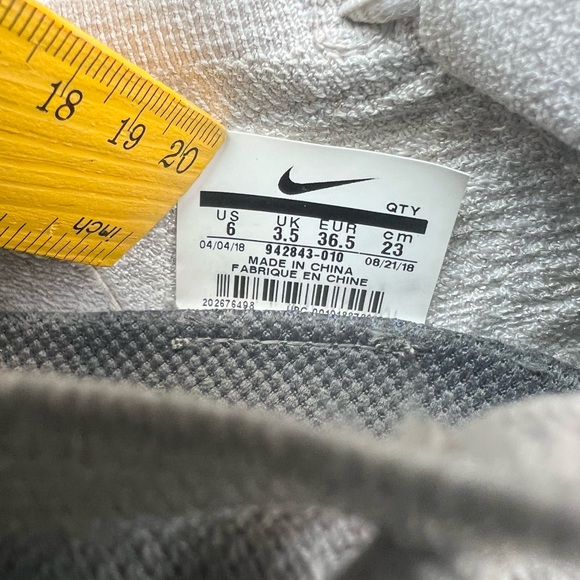 18 19 20
inch
QTY
US UK EUR cm
6 3.5 36.5 23
04/04/18 942843-010 08/21/18
MADE IN CHINA
FABRIQUE EN CHINE
202676498 UPC